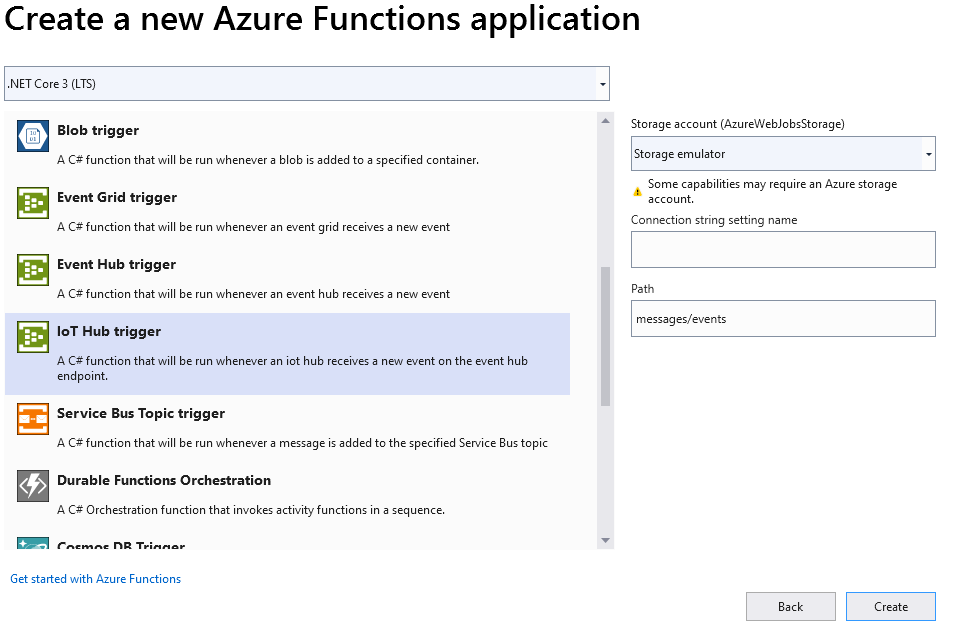 Create a new Azure Functions application
.NET Core 3 (LTS)
Blob trigger
A C# function that will be run whenever a blob is added to a specified container.
Event Grid trigger
A C# function that will be run whenever an event grid receives a new event
Event Hub trigger
A C# function that will be run whenever an event hub receives a new event
IoT Hub trigger
A C# function that will be run whenever an iot hub receives a new event on the event hub
endpoint.
Service Bus Topic trigger
A C# function that will be run whenever a message is added to the specified Service Bus topic
Durable Functions Orchestration
A C# Orchestration function that invokes activity functions in a sequence.
Cosmos DB Trigger
Storage account (AzureWebJobsStorage)
Storage emulator
Some capabilities may require an Azure storage
account.
Connection string setting name
Path
messages/events
Get started with Azure Functions
Back
Create